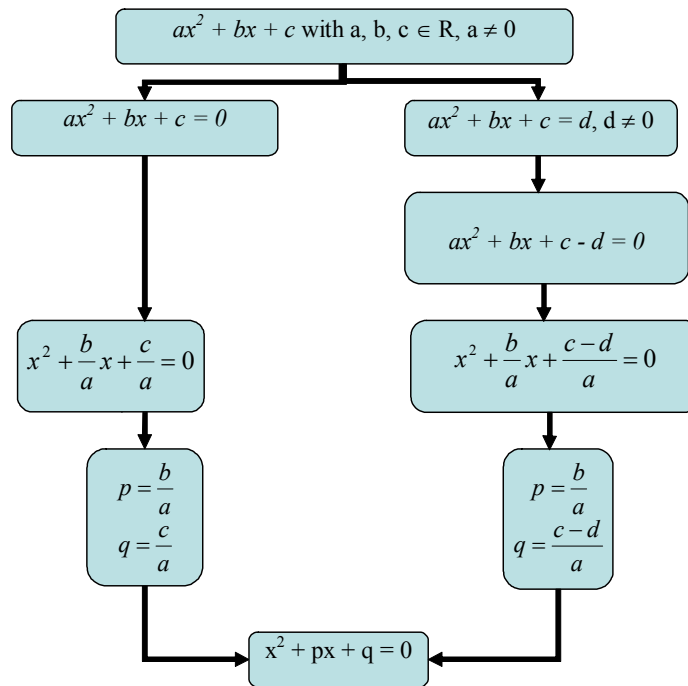 ax² + bx + c with a, b, c ∈ R, a ≠ 0
ax² + bx + c = 0
ax² + bx + c = d, d ≠ 0
ax² + bx + c - d = 0
x² + b/a x + c/a = 0
x² + b/a x + (c − d)/a = 0
p = b/a
q = c/a
p = b/a
q = (c − d)/a
x² + px + q = 0